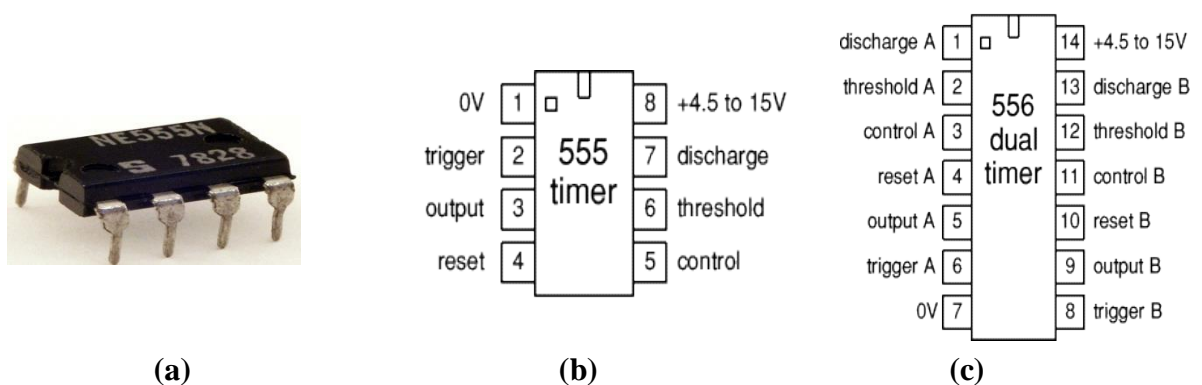 NE555N
S 7828
(a)
0V 1
trigger 2
output 3
reset 4
555
timer
8 +4.5 to 15V
7 discharge
6 threshold
5 control
(b)
discharge A 1
threshold A 2
control A 3
reset A 4
output A 5
trigger A 6
0V 7
556
dual
timer
14 +4.5 to 15V
13 discharge B
12 threshold B
11 control B
10 reset B
9 output B
8 trigger B
(c)